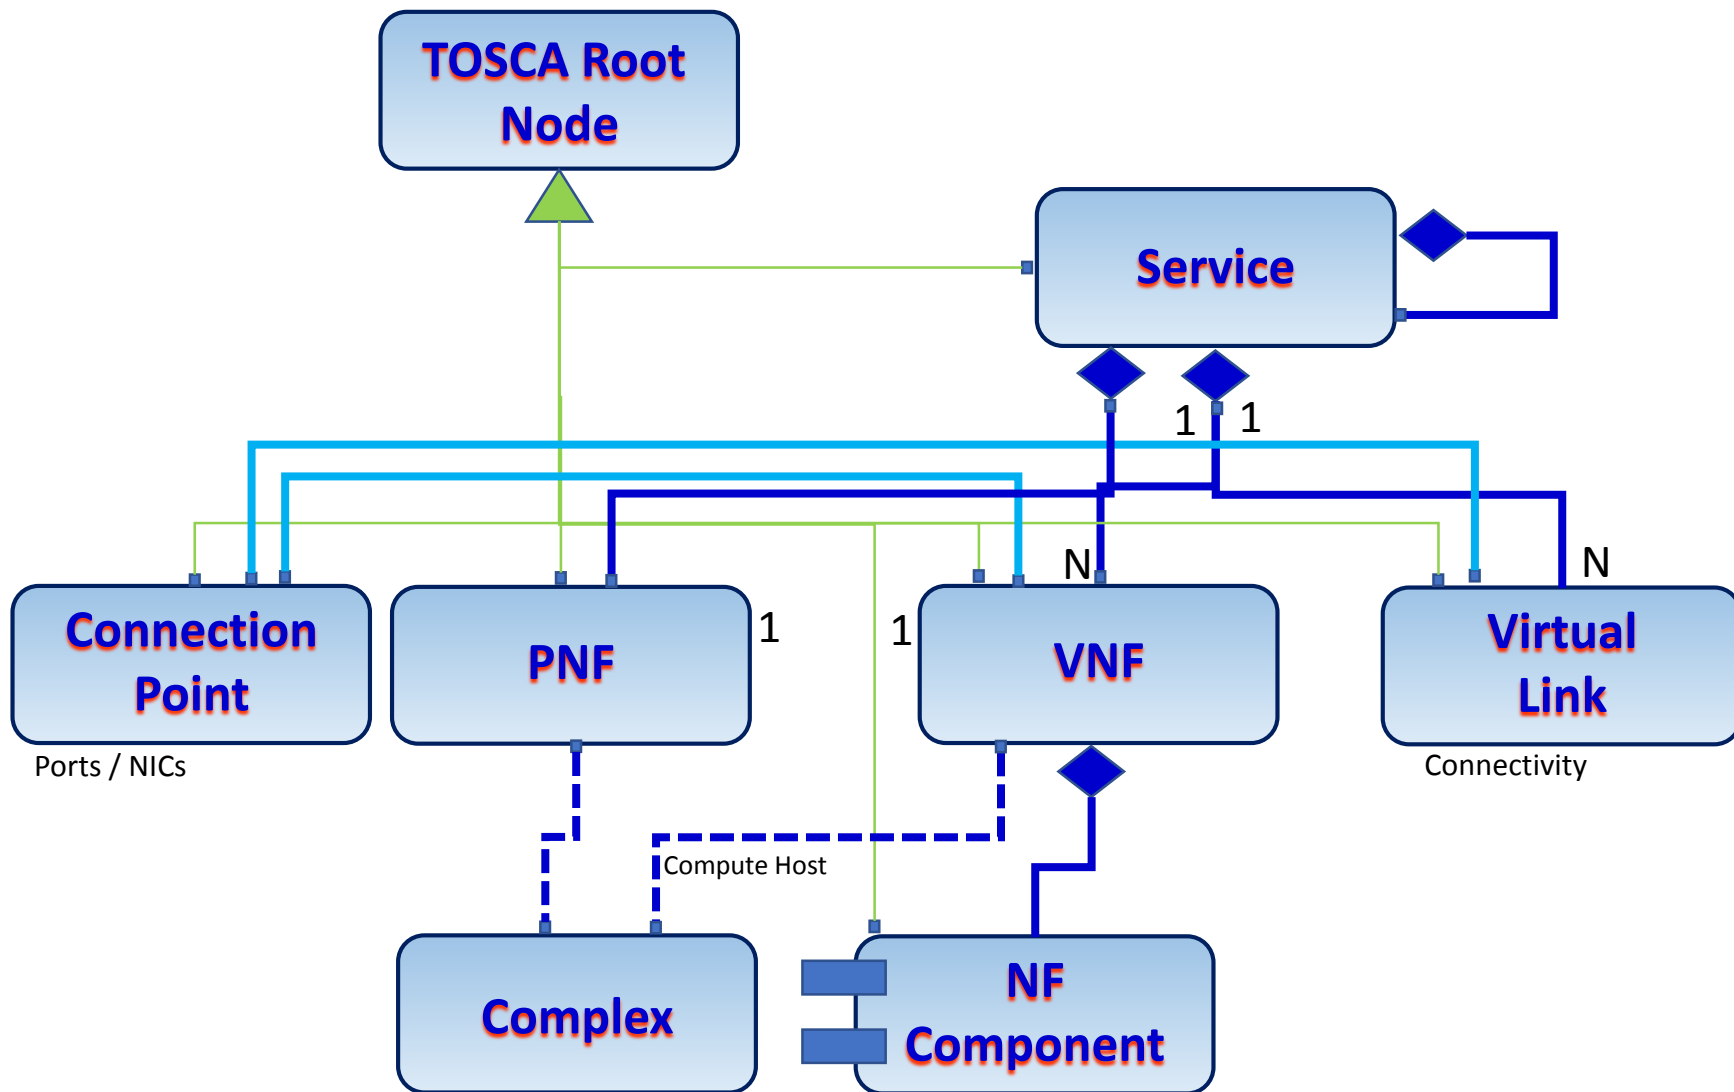 TOSCA Root
Node
Service
1
1
N
N
Connection
Point
PNF
1
1
VNF
Virtual
Link
Ports / NICs
Connectivity
Compute Host
Complex
NF
Component